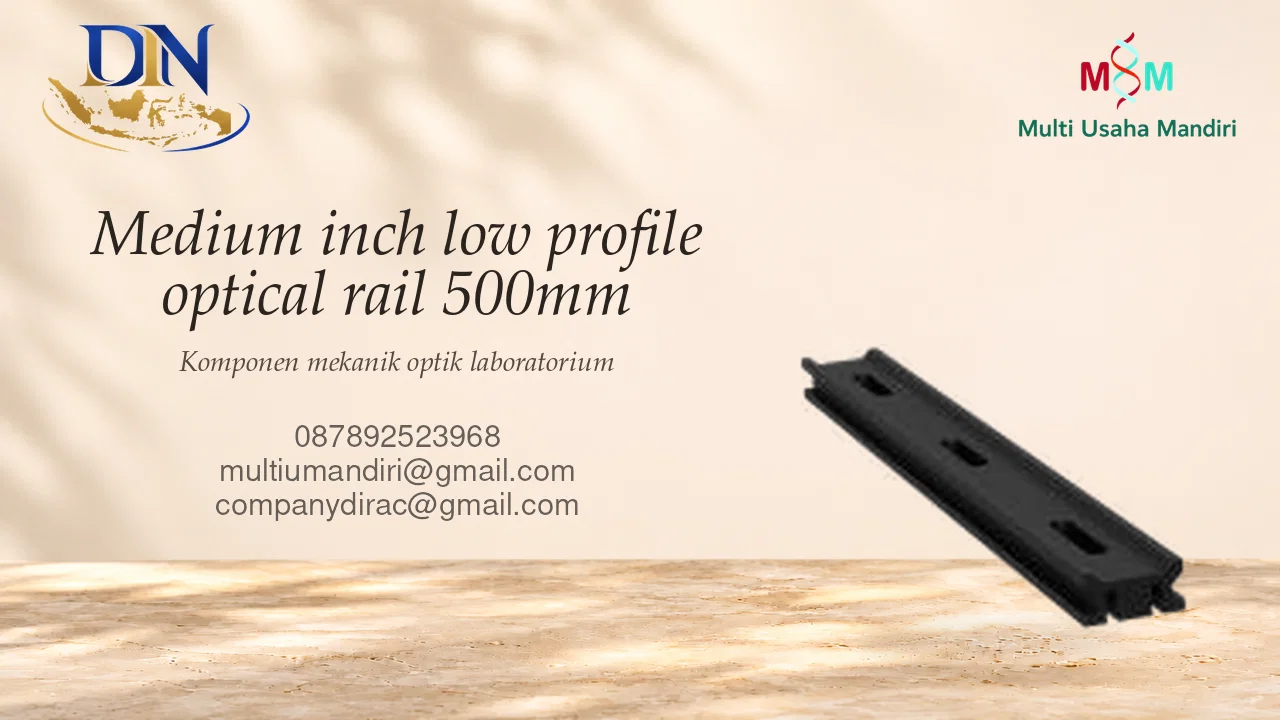 DIN
MSM
Multi Usaha Mandiri
Medium inch low profile
optical rail 500mm
Komponen mekanik optik laboratorium
087892523968
multiumandiri@gmail.com
companydirac@gmail.com